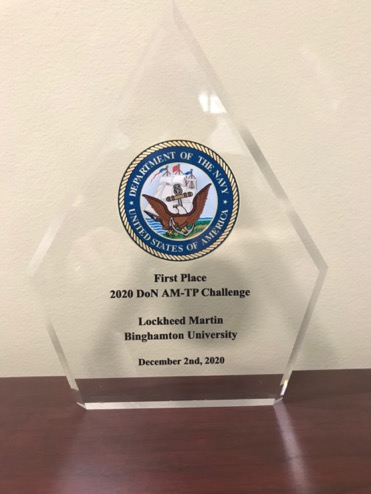 DEPARTMENT OF THE NAVY
UNITED STATES OF AMERICA
First Place
2020 DoN AM-TP Challenge
Lockheed Martin
Binghamton University
December 2nd, 2020